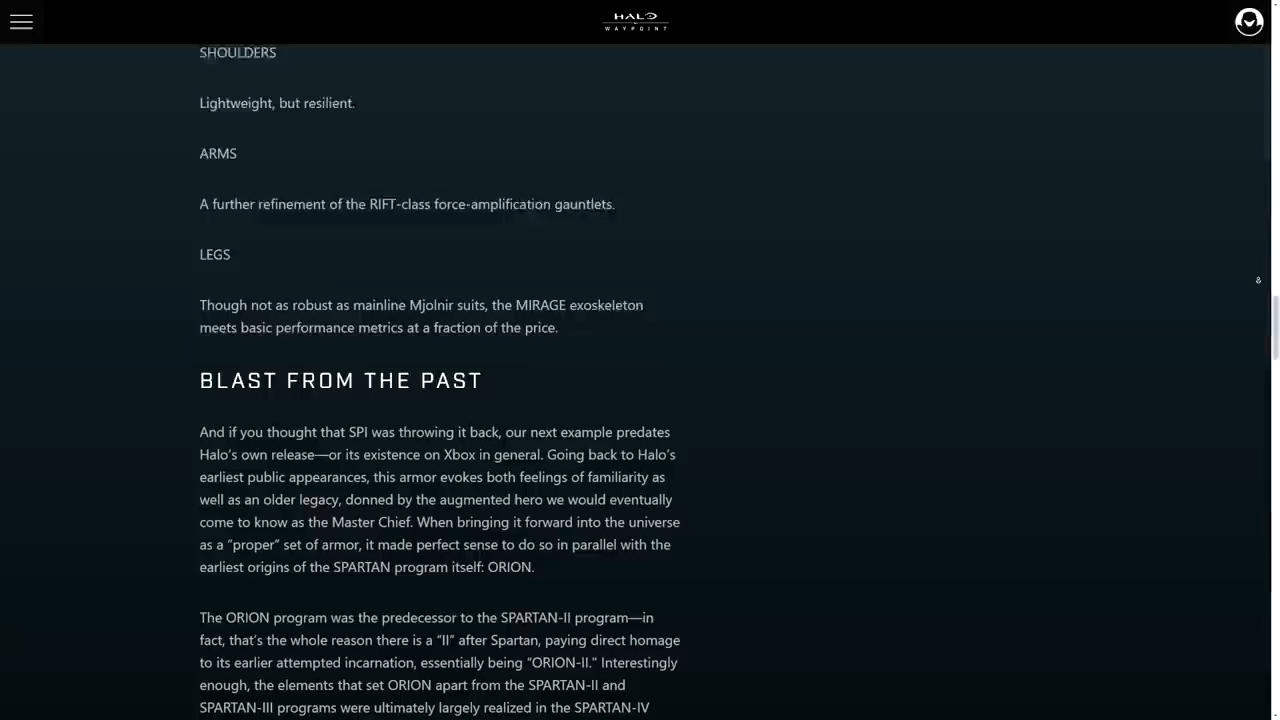 HALO
WAYPOINT
SHOULDERS
Lightweight, but resilient.
ARMS
A further refinement of the RIFT-class force-amplification gauntlets.
LEGS
Though not as robust as mainline Mjolnir suits, the MIRAGE exoskeleton
meets basic performance metrics at a fraction of the price.
BLAST FROM THE PAST
And if you thought that SPI was throwing it back, our next example predates
Halo’s own release—or its existence on Xbox in general. Going back to Halo’s
earliest public appearances, this armor evokes both feelings of familiarity as
well as an older legacy, donned by the augmented hero we would eventually
come to know as the Master Chief. When bringing it forward into the universe
as a “proper” set of armor, it made perfect sense to do so in parallel with the
earliest origins of the SPARTAN program itself: ORION.
The ORION program was the predecessor to the SPARTAN-II program—in
fact, that’s the whole reason there is a “II” after Spartan, paying direct homage
to its earlier attempted incarnation, essentially being “ORION-II.” Interestingly
enough, the elements that set ORION apart from the SPARTAN-II and
SPARTAN-III programs were ultimately largely realized in the SPARTAN-IV